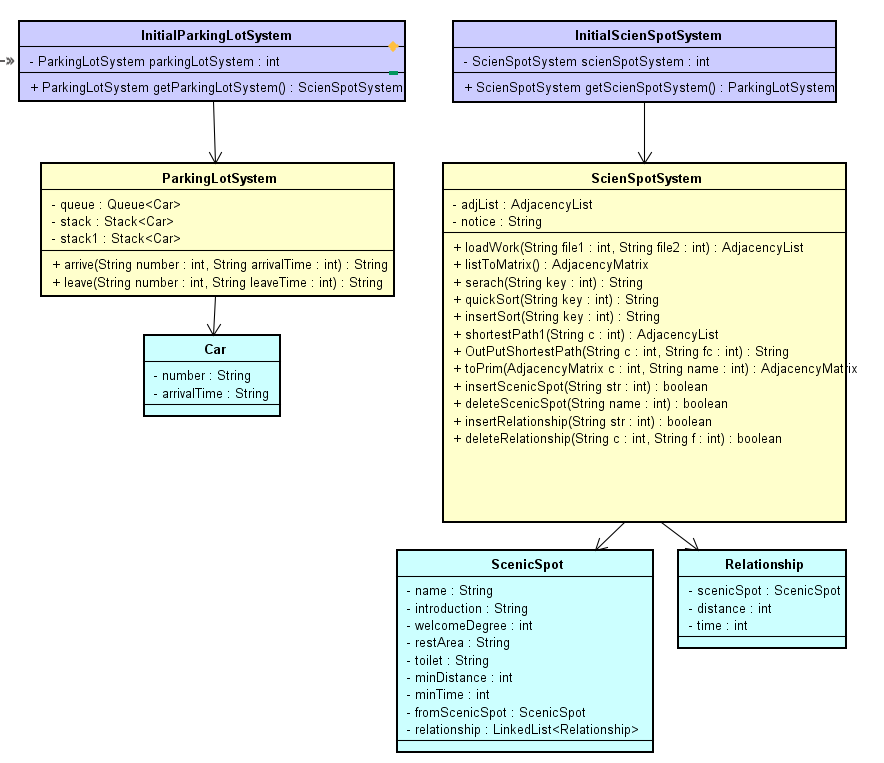 InitialParkingLotSystem
- ParkingLotSystem parkingLotSystem : int
+ ParkingLotSystem getParkingLotSystem() : ScienSpotSystem
InitialScienSpotSystem
- ScienSpotSystem scienSpotSystem : int
+ ScienSpotSystem getScienSpotSystem() : ParkingLotSystem
ParkingLotSystem
- queue : Queue<Car>
- stack : Stack<Car>
- stack1 : Stack<Car>
+ arrive(String number : int, String arrivalTime : int) : String
+ leave(String number : int, String leaveTime : int) : String
Car
- number : String
- arrivalTime : String
ScienSpotSystem
- adjList : AdjacencyList
- notice : String
+ loadWork(String file1 : int, String file2 : int) : AdjacencyList
+ listToMatrix() : AdjacencyMatrix
+ serach(String key : int) : String
+ quickSort(String key : int) : String
+ insertSort(String key : int) : String
+ shortestPath1(String c : int) : AdjacencyList
+ OutPutShortestPath(String c : int, String fc : int) : String
+ toPrim(AdjacencyMatrix c : int, String name : int) : AdjacencyMatrix
+ insertScenicSpot(String str : int) : boolean
+ deleteScenicSpot(String name : int) : boolean
+ insertRelationship(String str : int) : boolean
+ deleteRelationship(String c : int, String f : int) : boolean
ScenicSpot
- name : String
- introduction : String
- welcomeDegree : int
- restArea : String
- toilet : String
- minDistance : int
- minTime : int
- fromScenicSpot : ScenicSpot
- relationship : LinkedList<Relationship>
Relationship
- scenicSpot : ScenicSpot
- distance : int
- time : int